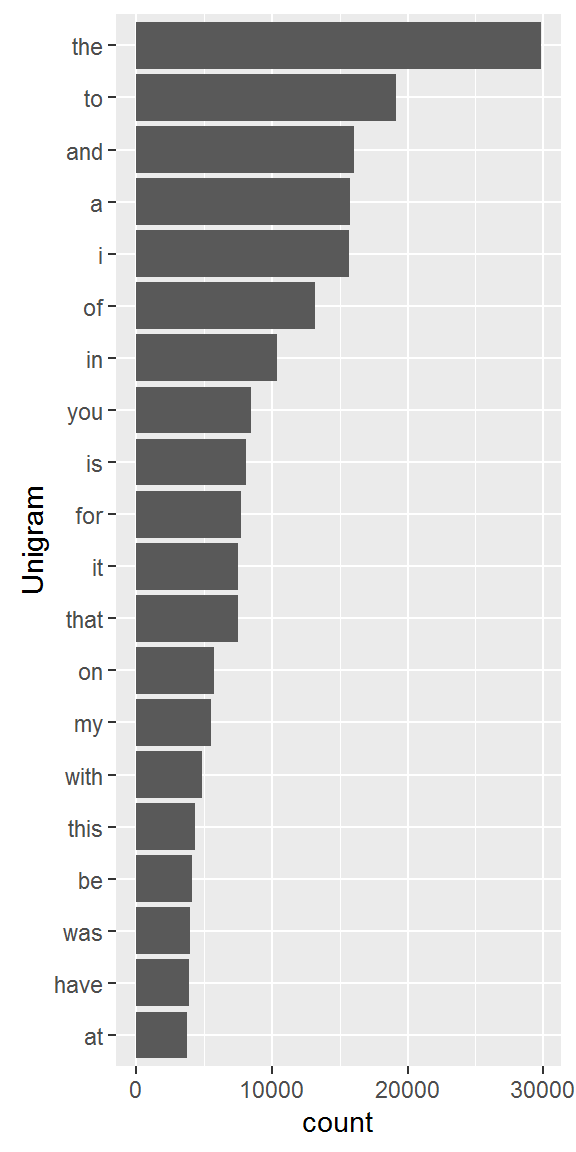 the
to
and
a
i
of
in
you
is
for
it
that
on
my
with
this
be
was
have
at
Unigram
0 10000 20000 30000
count